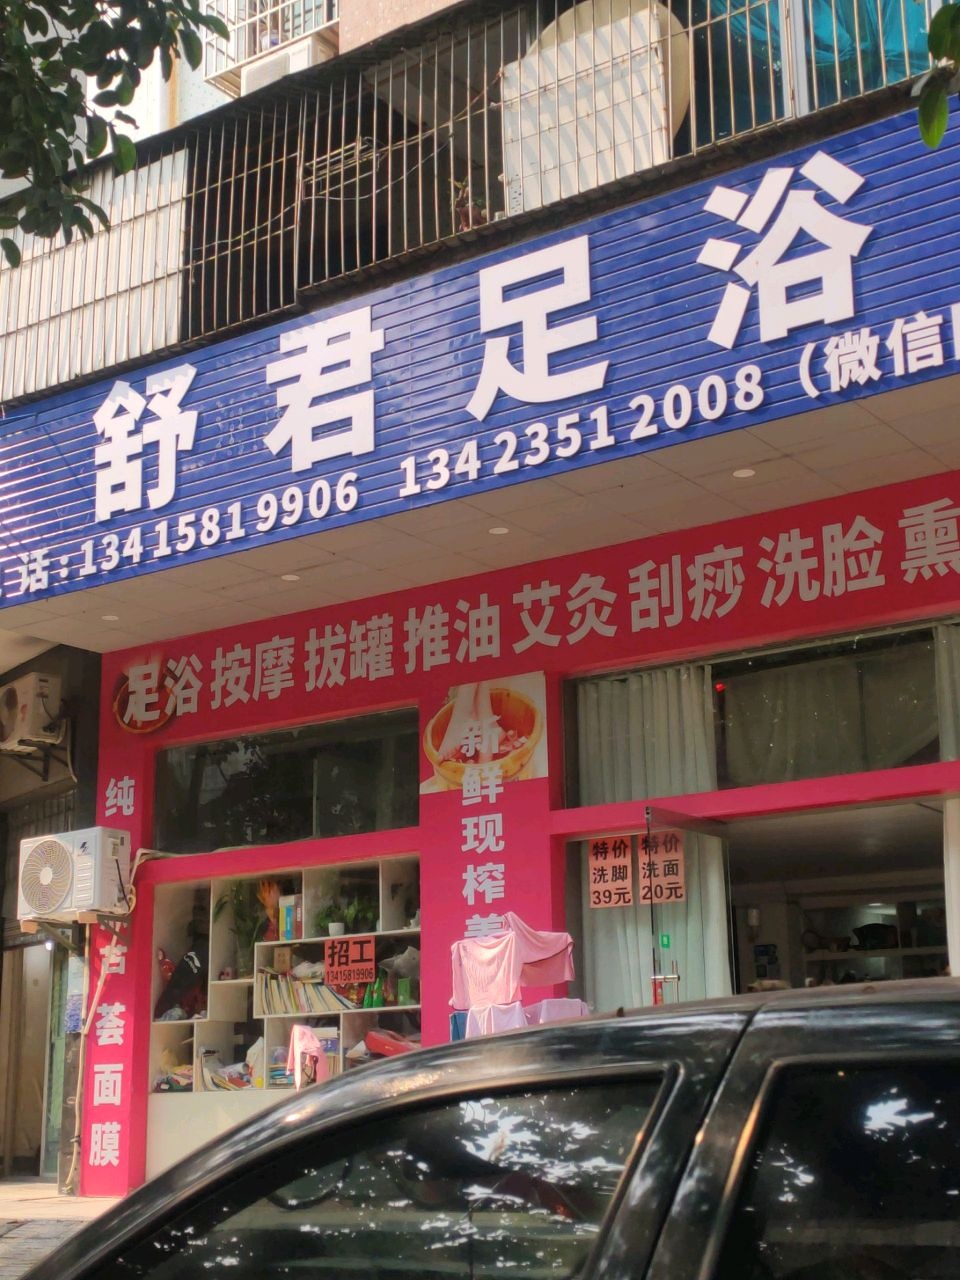 舒君足浴
话:13415819906 13423512008（微信
足浴 按摩 拔罐 推油 艾灸 刮痧 洗脸 熏
纯
古
荟
面
膜
新
鲜
现
榨
特价
洗脚
39元
特价
洗面
20元
招工
13415819906